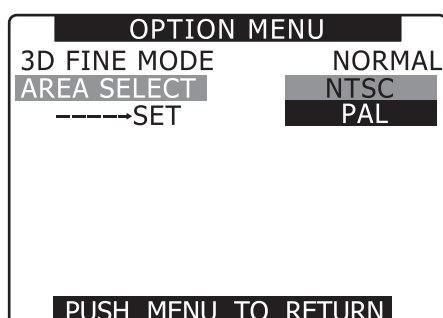 OPTION MENU
3D FINE MODE NORMAL
AREA SELECT NTSC
-----→SET PAL
PUSH MENU TO RETURN